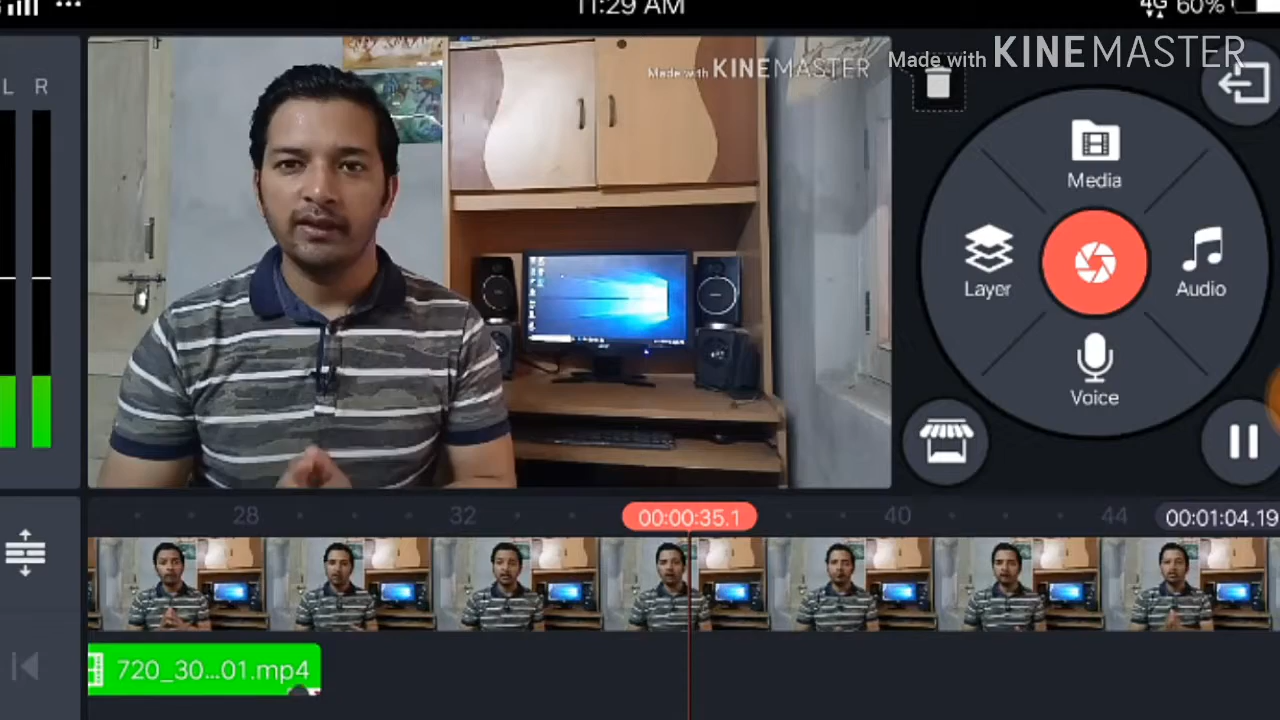 11:29 AM
4G 60%
L R
Made with KINEMASTER
Made with KINEMASTER
Media
Layer
Audio
Voice
28
32
00:00:35.1
40
44
00:01:04.19
720_30...01.mp4